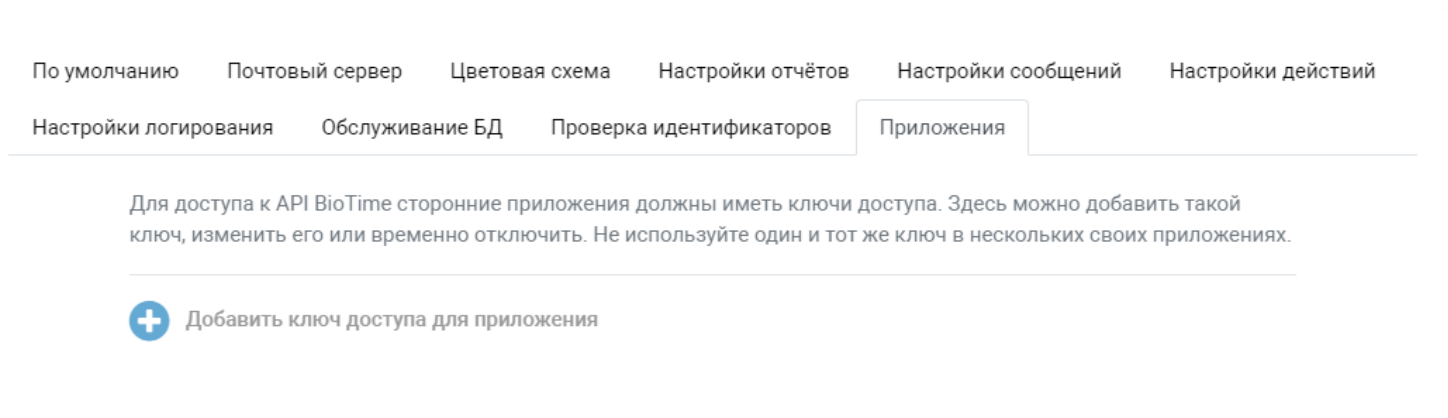 По умолчанию Почтовый сервер Цветовая схема Настройки отчётов Настройки сообщений Настройки действий
Настройки логирования Обслуживание БД Проверка идентификаторов Приложения
Для доступа к API BioTime сторонние приложения должны иметь ключи доступа. Здесь можно добавить такой
ключ, изменить его или временно отключить. Не используйте один и тот же ключ в нескольких своих приложениях.
Добавить ключ доступа для приложения